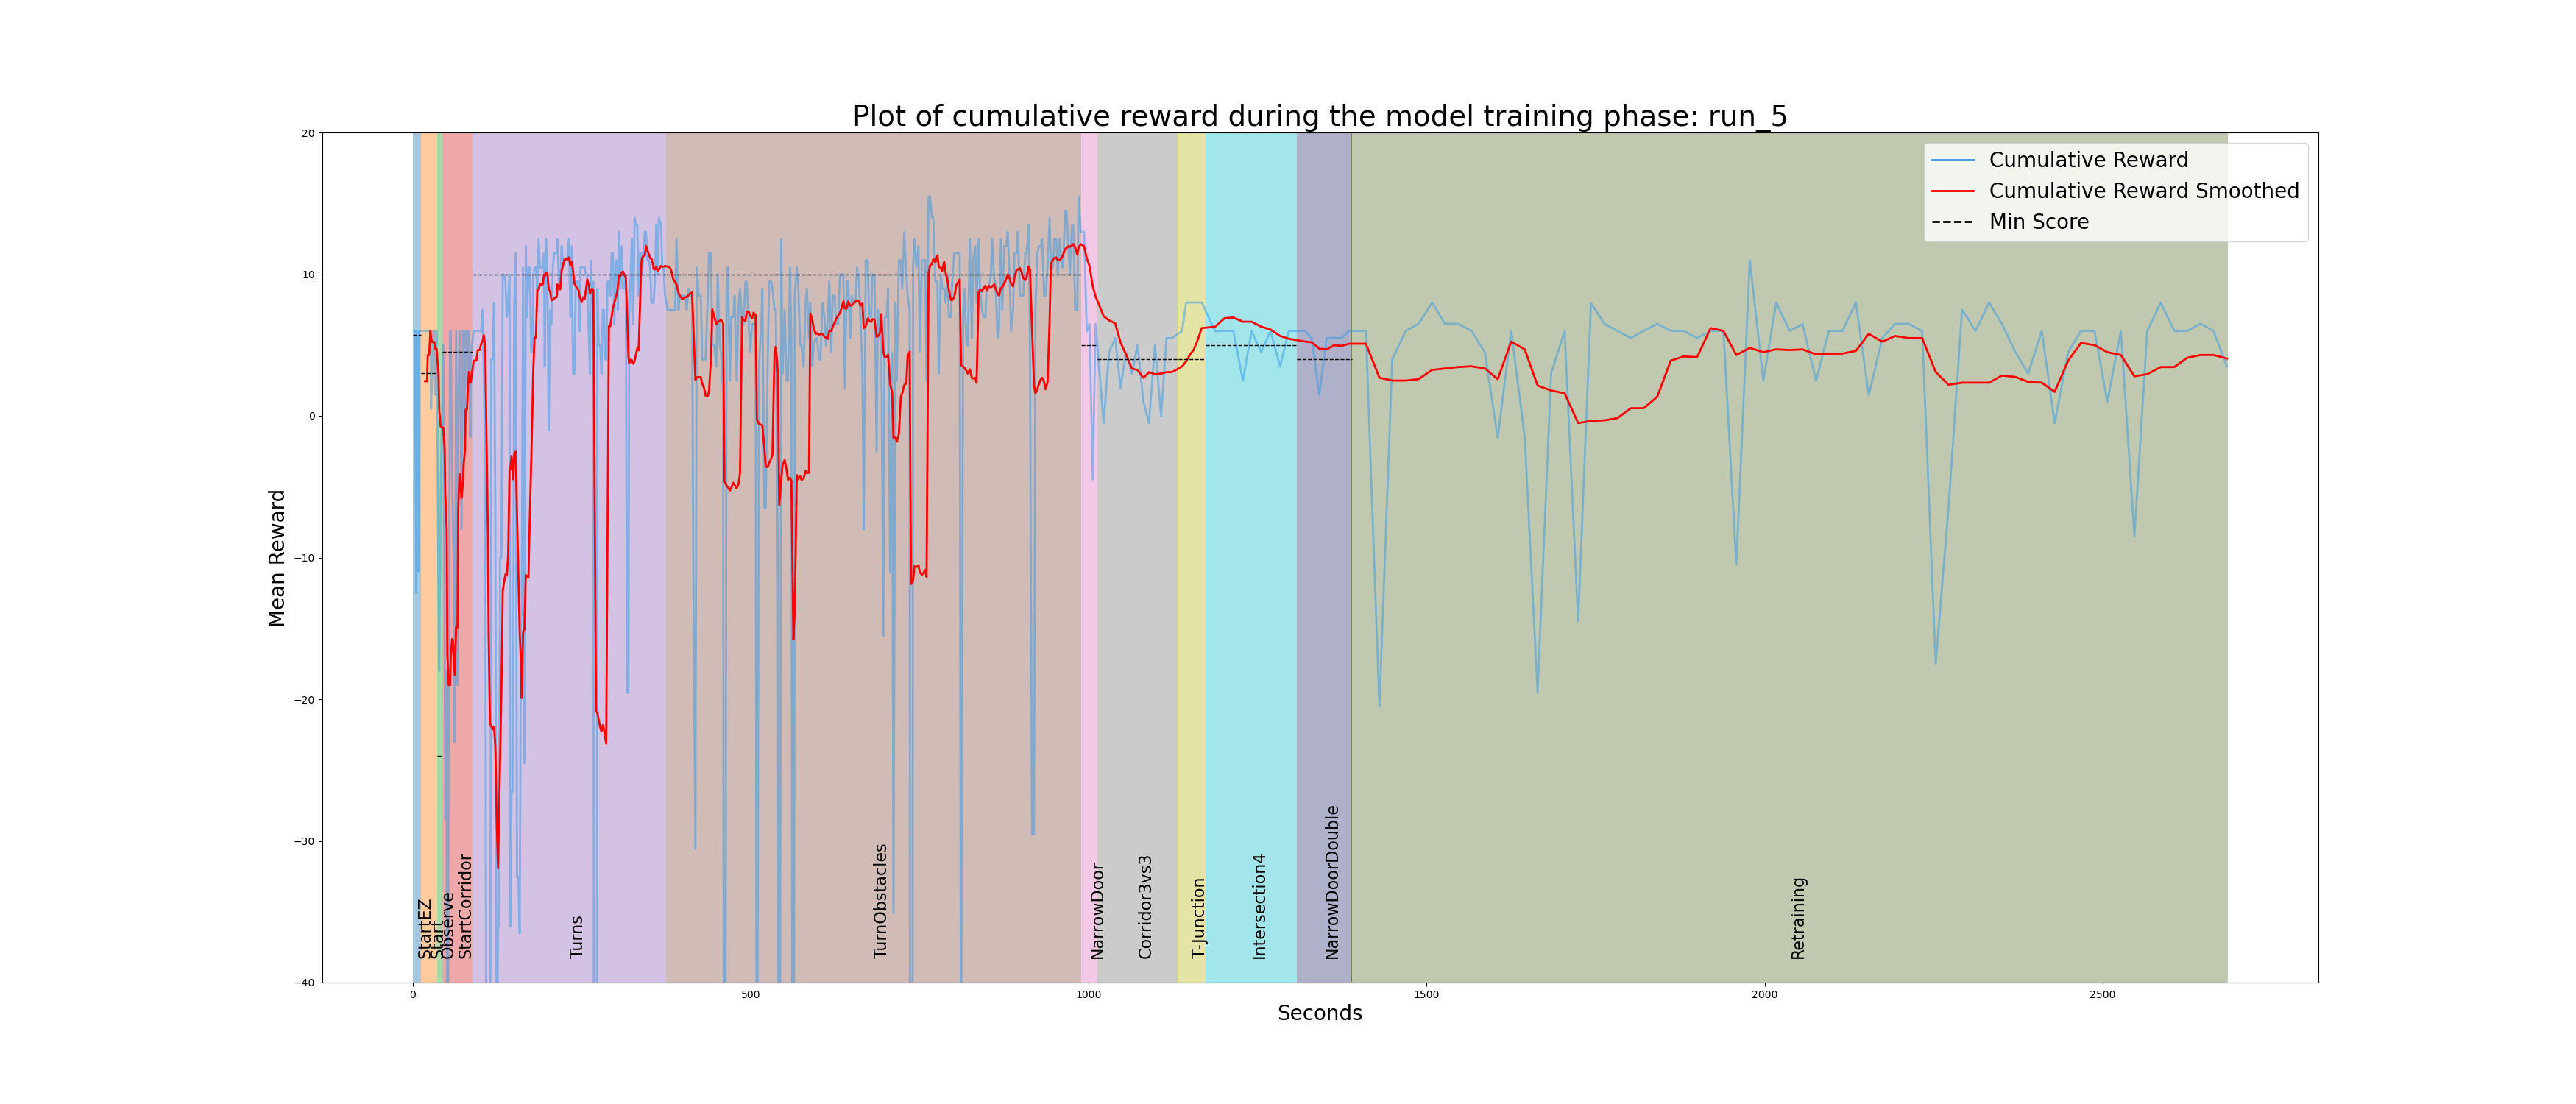 Plot of cumulative reward during the model training phase: run_5
Cumulative Reward
Cumulative Reward Smoothed
Min Score
Mean Reward
20
10
0
−10
−20
−30
−40
StartEZ
Start
Observe
StartCorridor
Turns
TurnObstacles
NarrowDoor
Corridor3vs3
T-Junction
Intersection4
NarrowDoorDouble
Retraining
0
500
1000
1500
2000
2500
Seconds